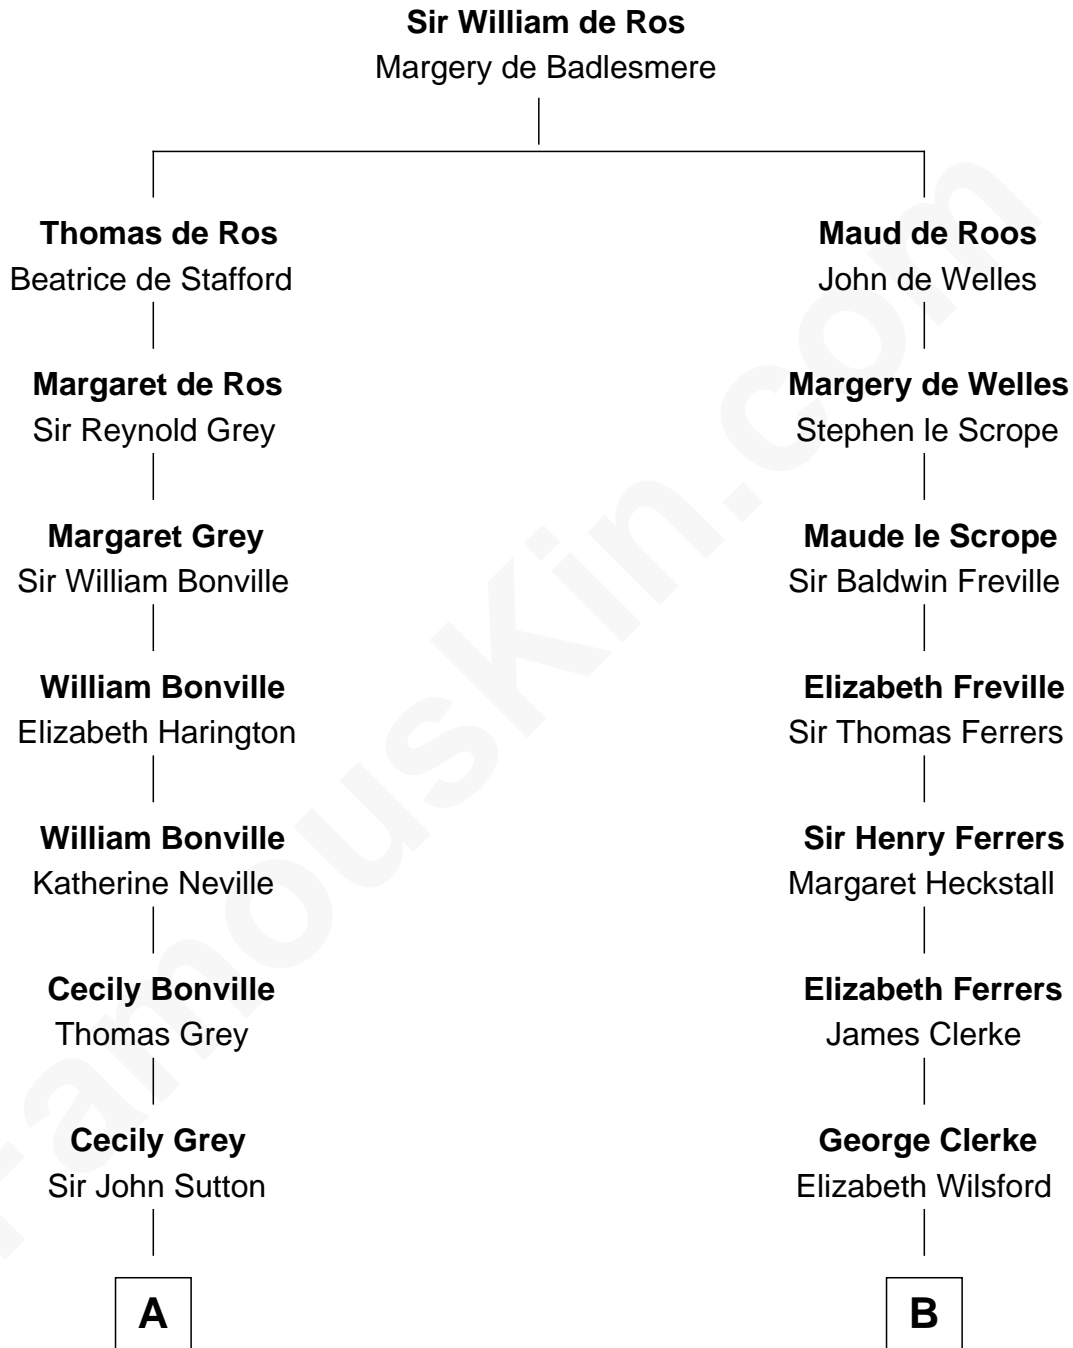 Sir William de Ros
Margery de Badlesmere
Thomas de Ros
Beatrice de Stafford
Margaret de Ros
Sir Reynold Grey
Margaret Grey
Sir William Bonville
William Bonville
Elizabeth Harington
William Bonville
Katherine Neville
Cecily Bonville
Thomas Grey
Cecily Grey
Sir John Sutton
A
Maud de Roos
John de Welles
Margery de Welles
Stephen le Scrope
Maude le Scrope
Sir Baldwin Freville
Elizabeth Freville
Sir Thomas Ferrers
Sir Henry Ferrers
Margaret Heckstall
Elizabeth Ferrers
James Clerke
George Clerke
Elizabeth Wilsford
B
FamousKin.com